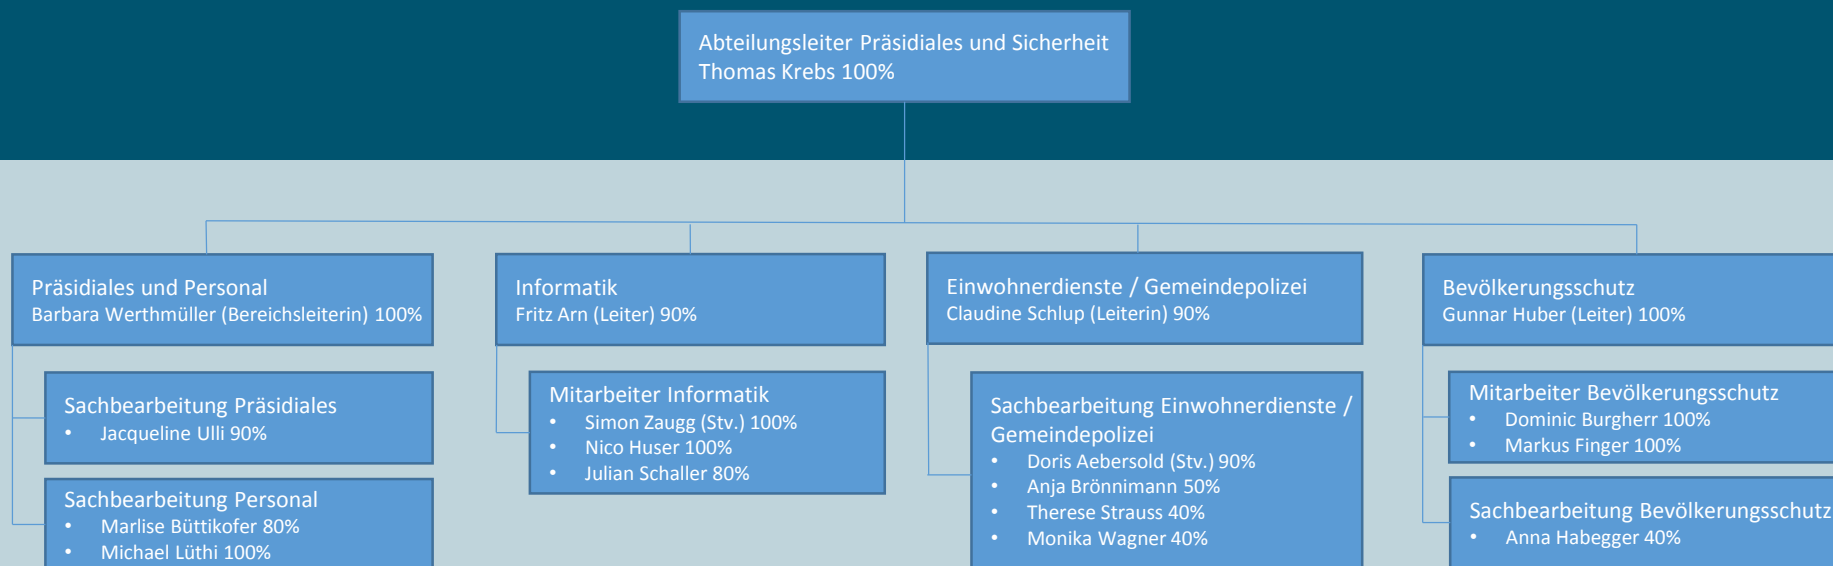 Abteilungsleiter Präsidiales und Sicherheit
Thomas Krebs 100%
Präsidiales und Personal
Barbara Werthmüller (Bereichsleiterin) 100%
Sachbearbeitung Präsidiales
• Jacqueline Ulli 90%
Sachbearbeitung Personal
• Marlise Büttikofer 80%
• Michael Lüthi 100%
Informatik
Fritz Arn (Leiter) 90%
Mitarbeiter Informatik
• Simon Zaugg (Stv.) 100%
• Nico Huser 100%
• Julian Schaller 80%
Einwohnerdienste / Gemeindepolizei
Claudine Schlup (Leiterin) 90%
Sachbearbeitung Einwohnerdienste /
Gemeindepolizei
• Doris Aebersold (Stv.) 90%
• Anja Brönnimann 50%
• Therese Strauss 40%
• Monika Wagner 40%
Bevölkerungsschutz
Gunnar Huber (Leiter) 100%
Mitarbeiter Bevölkerungsschutz
• Dominic Burgherr 100%
• Markus Finger 100%
Sachbearbeitung Bevölkerungsschutz
• Anna Habegger 40%